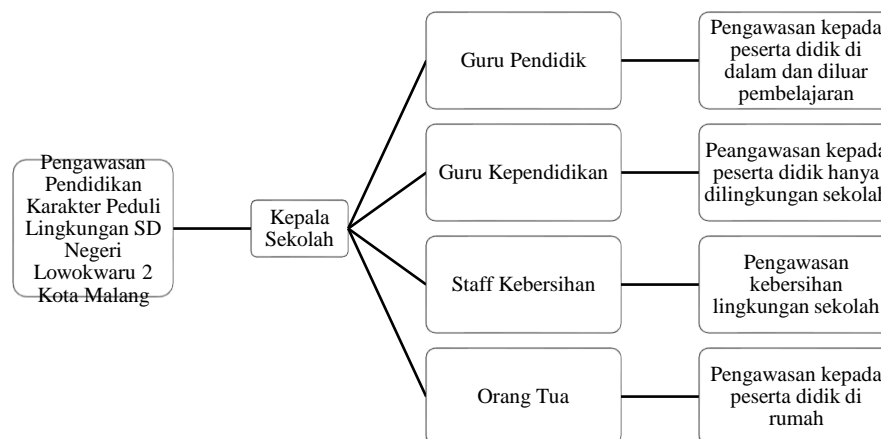 Pengawasan
Pendidikan
Karakter Peduli
Lingkungan SD
Negeri
Lowokwaru 2
Kota Malang
Kepala
Sekolah
Guru Pendidik
Pengawasan kepada
peserta didik di
dalam dan diluar
pembelajaran
Guru Kependidikan
Peangawasan kepada
peserta didik hanya
dilingkungan sekolah
Staff Kebersihan
Pengawasan
kebersihan
lingkungan sekolah
Orang Tua
Pengawasan kepada
peserta didik di
rumah